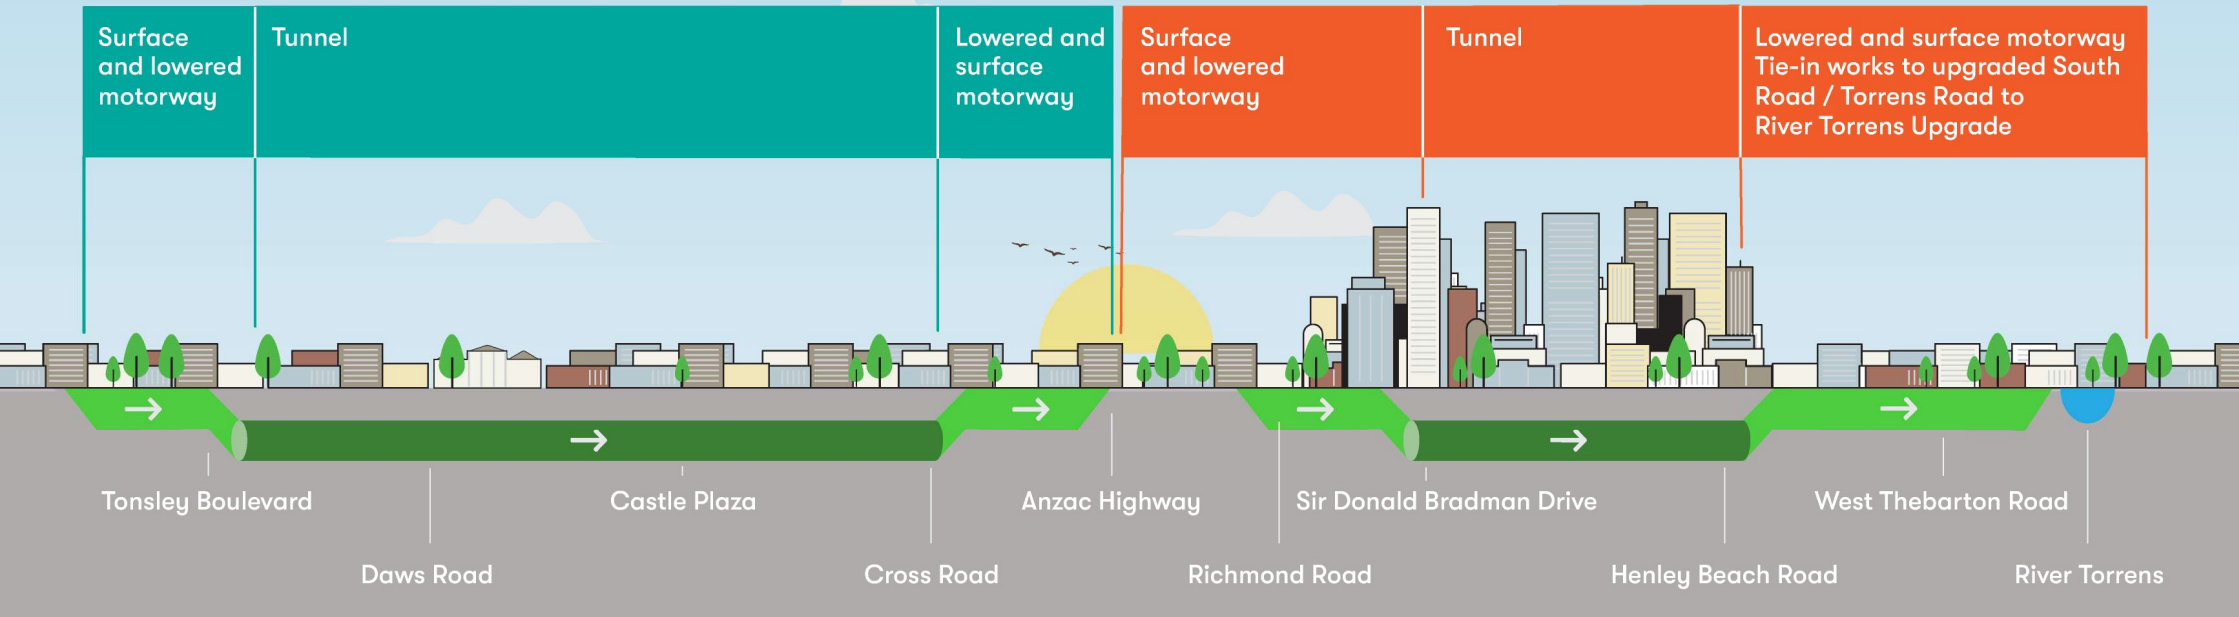 Surface
and lowered
motorway
Tunnel
Lowered and
surface
motorway
Surface
and lowered
motorway
Tunnel
Lowered and surface motorway
Tie-in works to upgraded South
Road / Torrens Road to
River Torrens Upgrade
Tonsley Boulevard
Castle Plaza
Anzac Highway
Sir Donald Bradman Drive
West Thebarton Road
Daws Road
Cross Road
Richmond Road
Henley Beach Road
River Torrens